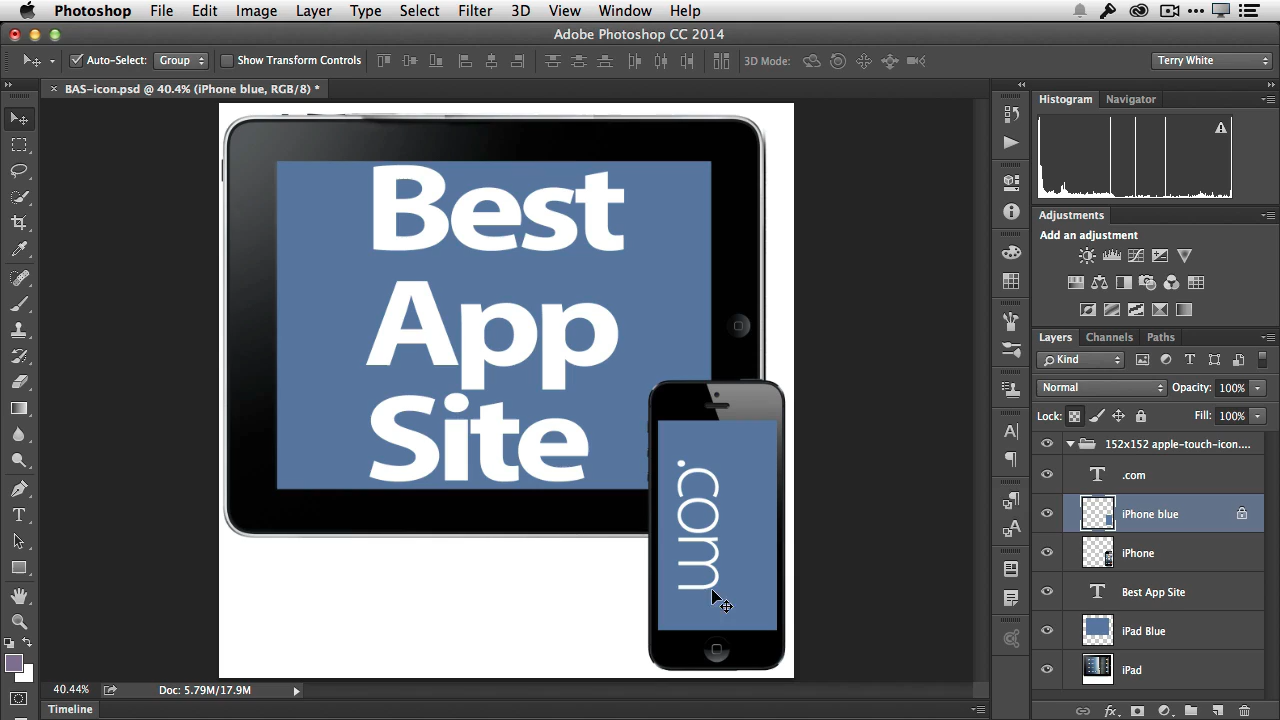 Photoshop File Edit Image Layer Type Select Filter 3D View Window Help
Adobe Photoshop CC 2014
Auto-Select: Group Show Transform Controls 3D Mode: Terry White
× BAS-icon.psd @ 40.4% (iPhone blue, RGB/8) *
Best
App
Site
.com
Histogram Navigator
Adjustments
Add an adjustment
Layers Channels Paths
Kind
Normal Opacity: 100%
Lock: Fill: 100%
152x152 apple-touch-icon....
.com
iPhone blue
iPhone
Best App Site
iPad Blue
iPad
40.44% Doc: 5.79M/17.9M
Timeline